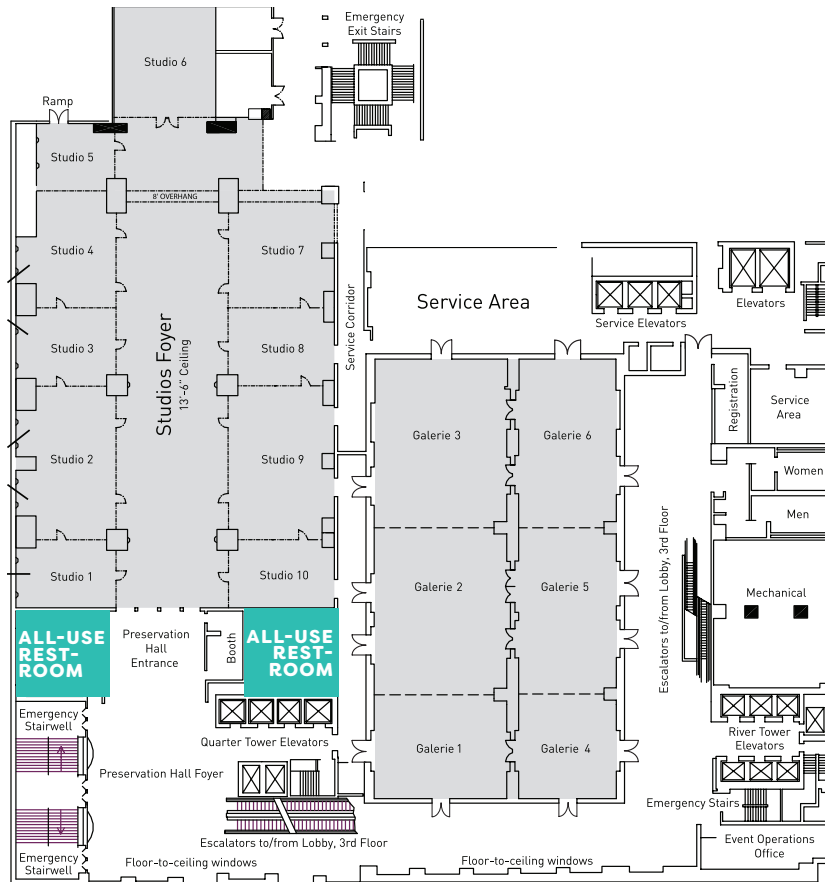 Emergency
Exit Stairs
Studio 6
Ramp
Studio 5
8' OVERHANG
Studio 4
Studio 7
Service Area
Elevators
Service Elevators
Service Corridor
Studios Foyer
13'-6" Ceiling
Studio 3
Studio 8
Registration
Service
Area
Galerie 3
Galerie 6
Studio 2
Studio 9
Women
Men
Escalators to/from Lobby, 3rd Floor
Studio 1
Studio 10
Galerie 2
Galerie 5
Mechanical
ALL-USE
REST-
ROOM
Preservation
Hall
Entrance
Booth
ALL-USE
REST-
ROOM
Emergency
Stairwell
Quarter Tower Elevators
Galerie 1
Galerie 4
River Tower
Elevators
Preservation Hall Foyer
Emergency Stairs
Escalators to/from Lobby, 3rd Floor
Event Operations
Office
Emergency
Stairwell
Floor-to-ceiling windows
Floor-to-ceiling windows